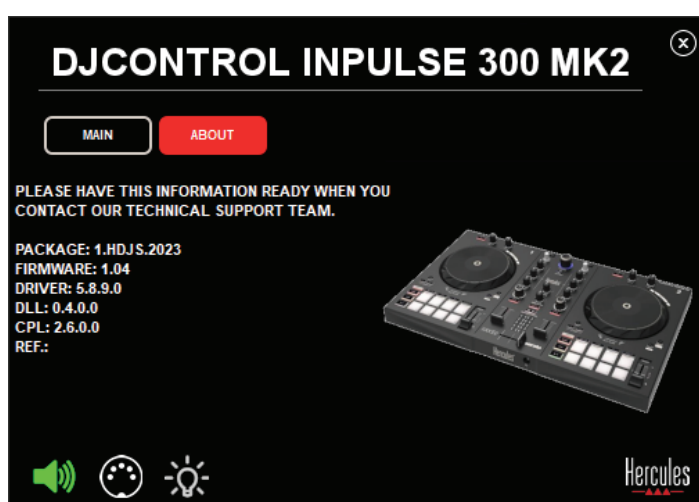 DJCONTROL INPULSE 300 MK2
MAIN
ABOUT
PLEASE HAVE THIS INFORMATION READY WHEN YOU
CONTACT OUR TECHNICAL SUPPORT TEAM.
PACKAGE: 1.HDJS.2023
FIRMWARE: 1.04
DRIVER: 5.8.9.0
DLL: 0.4.0.0
CPL: 2.6.0.0
REF.:
Hercules